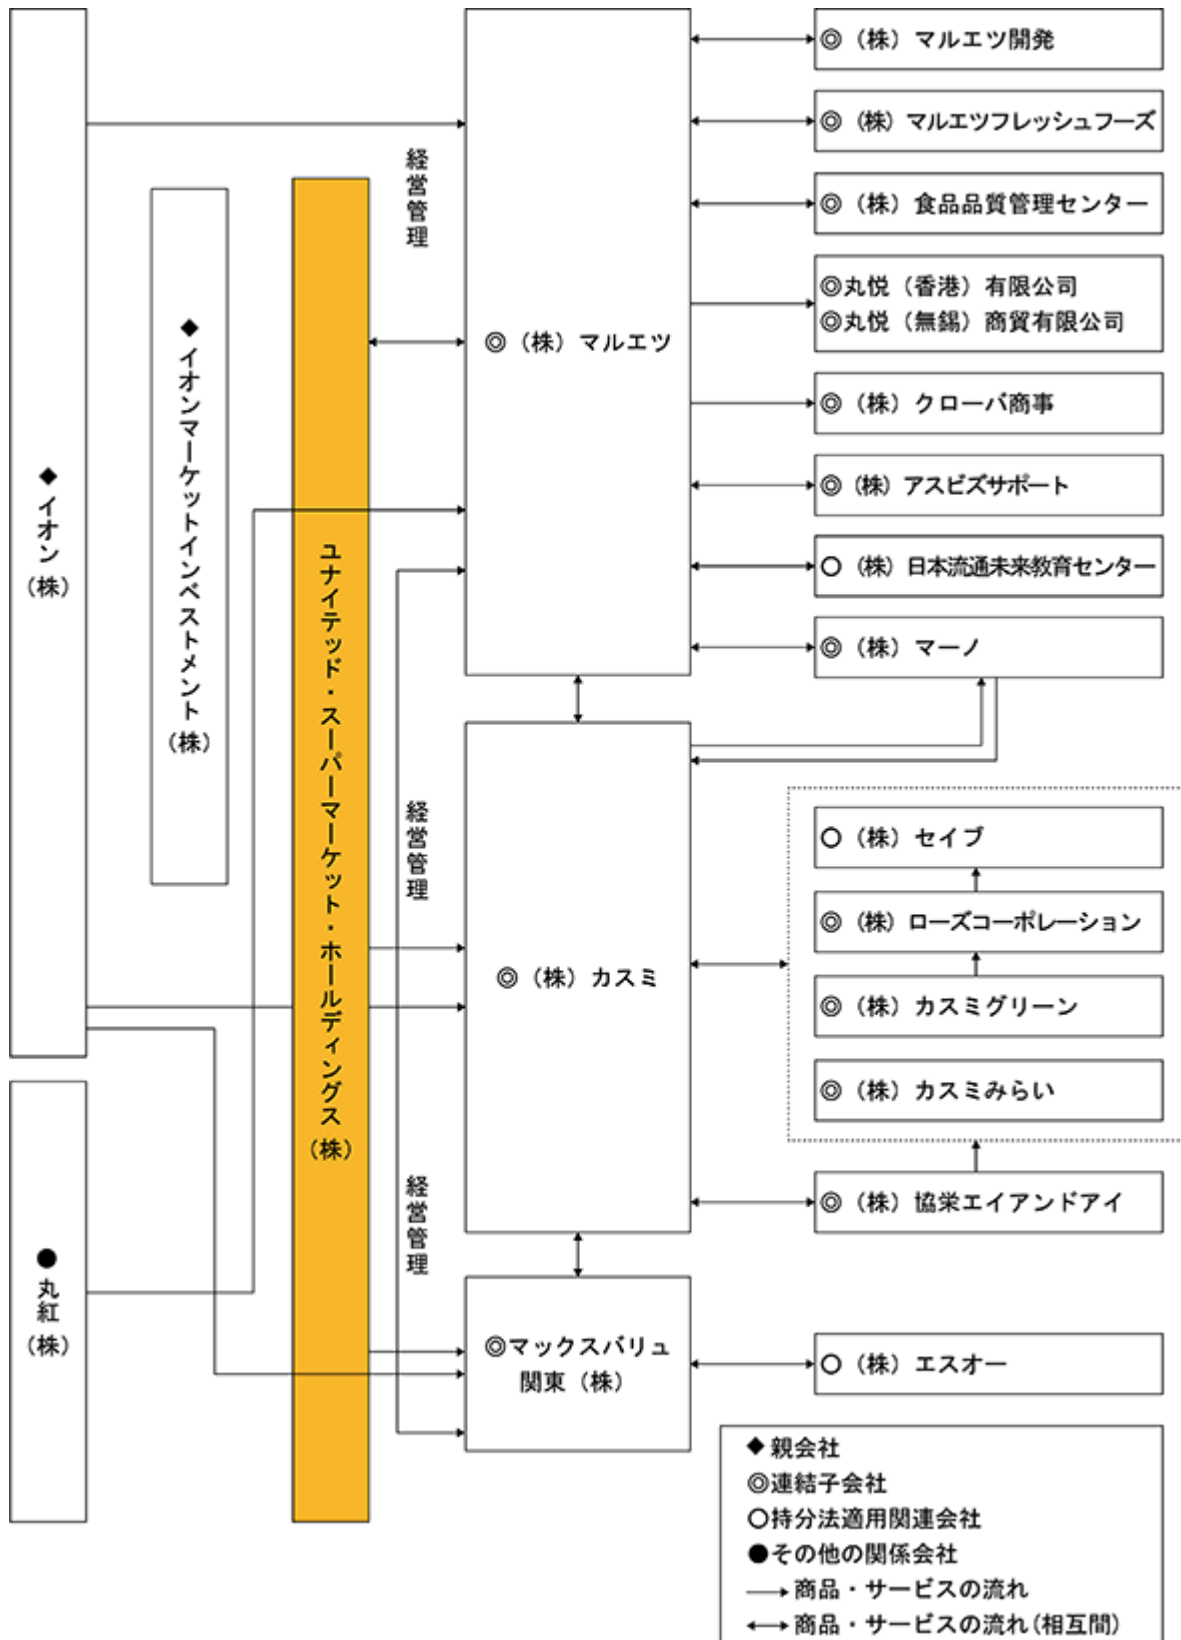 ◆イオン(株)
●丸紅(株)
◆イオンマーケットインベストメント(株)
ユナイテッド・スーパーマーケット・ホールディングス(株)
経営管理
経営管理
経営管理
◎(株)マルエツ
◎(株)カスミ
◎マックスバリュ
関東(株)
◎(株)マルエツ開発
◎(株)マルエツフレッシュフーズ
◎(株)食品品質管理センター
◎丸悦(香港)有限公司
◎丸悦(無錫)商貿有限公司
◎(株)クローバ商事
◎(株)アスビズサポート
○(株)日本流通未来教育センター
◎(株)マーノ
○(株)セイブ
◎(株)ローズコーポレーション
◎(株)カスミグリーン
◎(株)カスミみらい
◎(株)協栄エイアンドアイ
○(株)エスオー
◆親会社
◎連結子会社
○持分法適用関連会社
●その他の関係会社
→商品・サービスの流れ
↔商品・サービスの流れ(相互間)